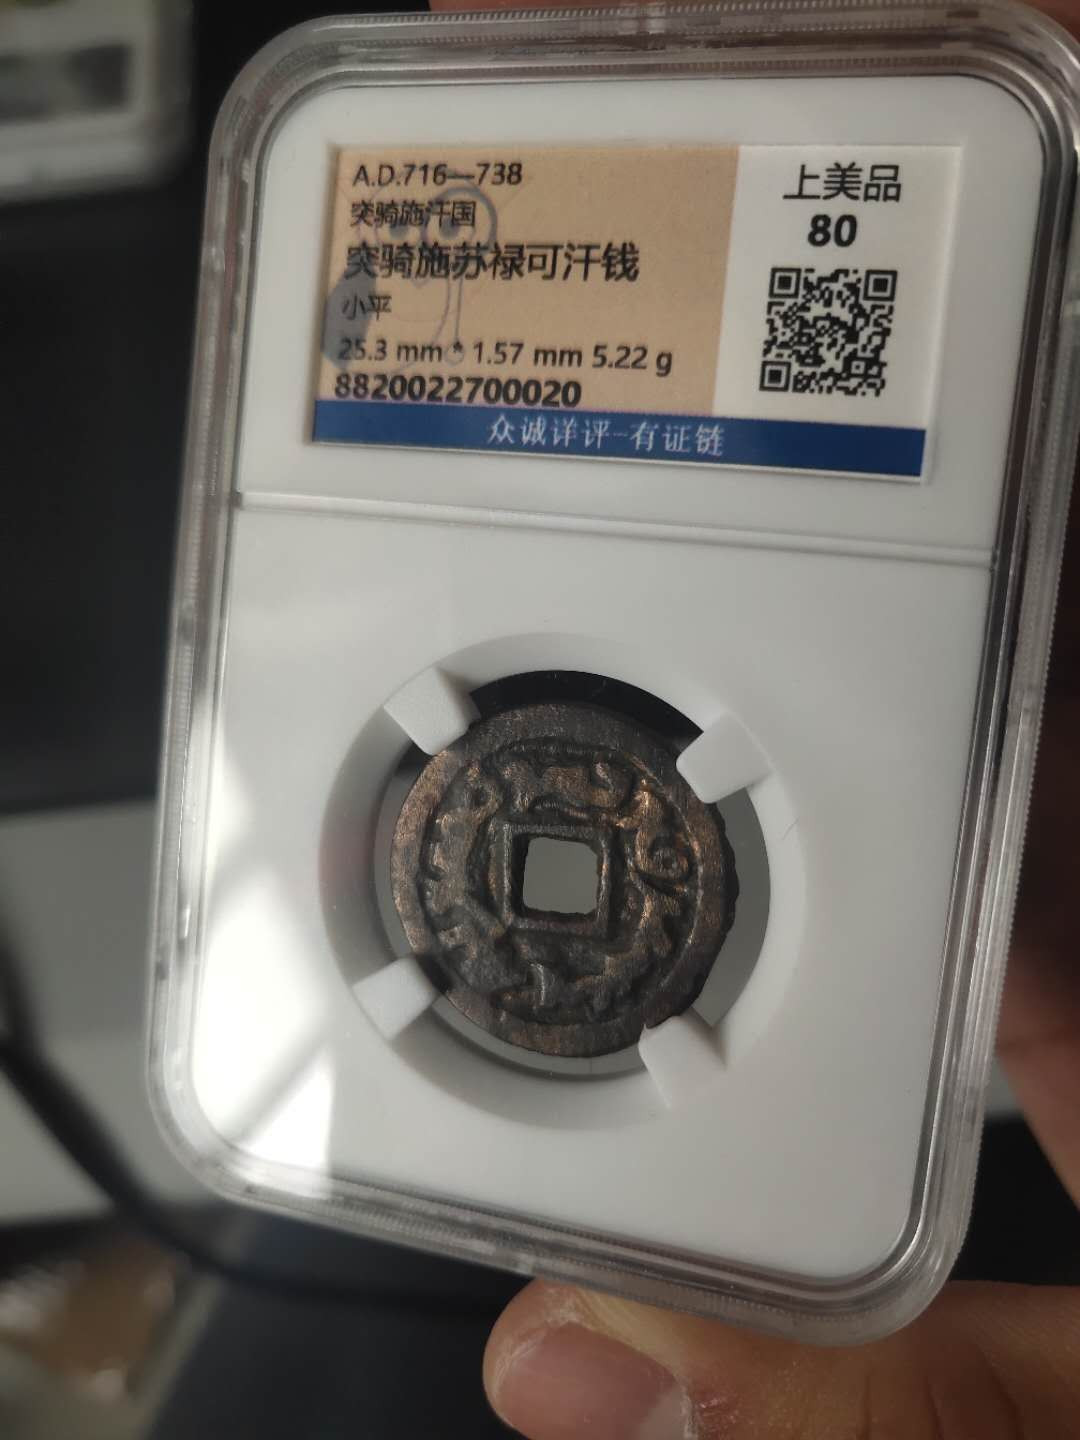 A.D.716—738
突骑施汗国
突骑施苏禄可汗钱
小平
25.3 mm * 1.57 mm 5.22 g
8820022700020
上美品
80
众诚详评-有证链